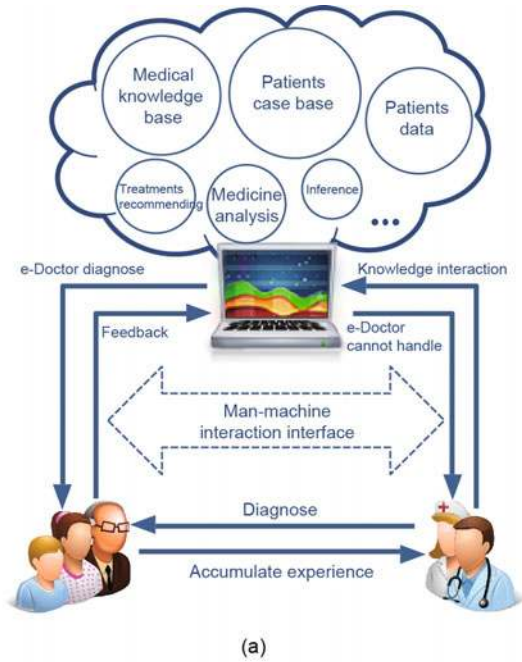 Medical
knowledge
base
Patients
case base
Patients
data
Treatments
recommending
Medicine
analysis
Inference
...
e-Doctor diagnose
Knowledge interaction
Feedback
e-Doctor
cannot handle
Man-machine
interaction interface
Diagnose
Accumulate experience
(a)